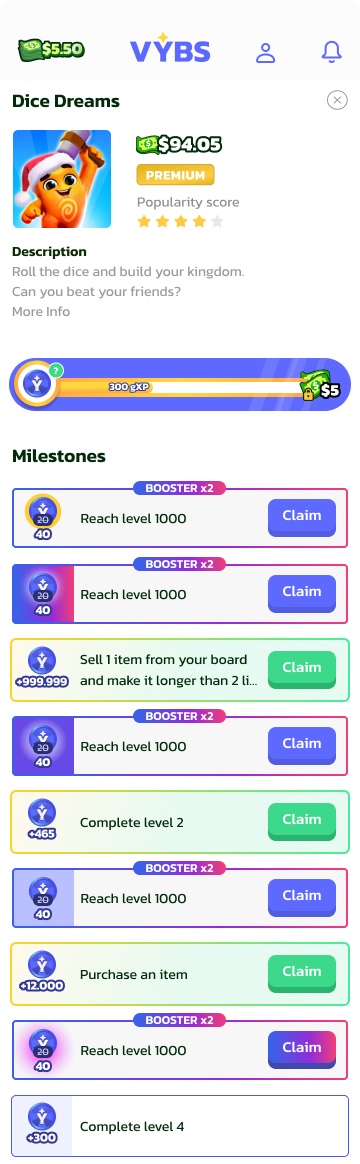 $5.50
VYBS
Dice Dreams
$94.05
PREMIUM
Popularity score
Description
Roll the dice and build your kingdom.
Can you beat your friends?
More Info
?
300 gXP
$5
Milestones
BOOSTER x2
20
40
Reach level 1000
Claim
BOOSTER x2
20
40
Reach level 1000
Claim
+999.999
Sell 1 item from your board
and make it longer than 2 li...
Claim
BOOSTER x2
20
40
Reach level 1000
Claim
+465
Complete level 2
Claim
BOOSTER x2
20
40
Reach level 1000
Claim
+12.000
Purchase an item
Claim
BOOSTER x2
20
40
Reach level 1000
Claim
+300
Complete level 4